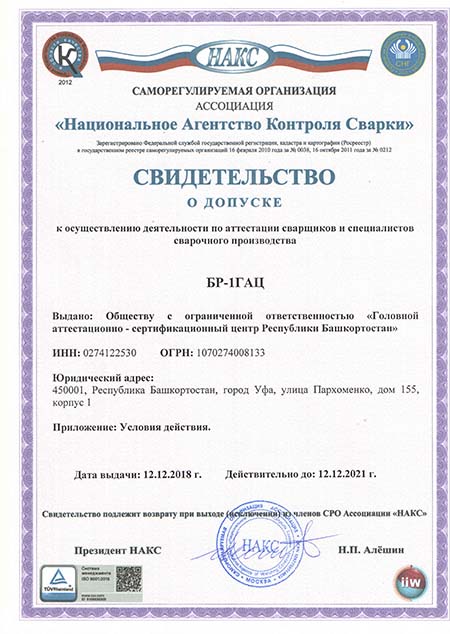 НАКС
СНГ
2012
САМОРЕГУЛИРУЕМАЯ ОРГАНИЗАЦИЯ
АССОЦИАЦИЯ
«Национальное Агентство Контроля Сварки»
Зарегистрировано Федеральной службой государственной регистрации, кадастра и картографии (Росреестр)
в государственном реестре саморегулируемых организаций 16 февраля 2010 года за № 0038, 16 октября 2011 года за № 0212
СВИДЕТЕЛЬСТВО
О ДОПУСКЕ
к осуществлению деятельности по аттестации сварщиков и специалистов
сварочного производства
БР-1ГАЦ
Выдано: Обществу с ограниченной ответственностью «Головной
аттестационно - сертификационный центр Республики Башкортостан»
ИНН: 0274122530 ОГРН: 1070274008133
Юридический адрес:
450001, Республика Башкортостан, город Уфа, улица Пархоменко, дом 155,
корпус 1
Приложение: Условия действия.
Дата выдачи: 12.12.2018 г. Действительно до: 12.12.2021 г.
Свидетельство подлежит возврату при выходе (исключении) из членов СРО Ассоциации «НАКС»
Президент НАКС
НАКС
МОСКВА
Н.П. Алёшин
TÜVRheinland
Система
менеджмента
ISO 9001:2015
iiw